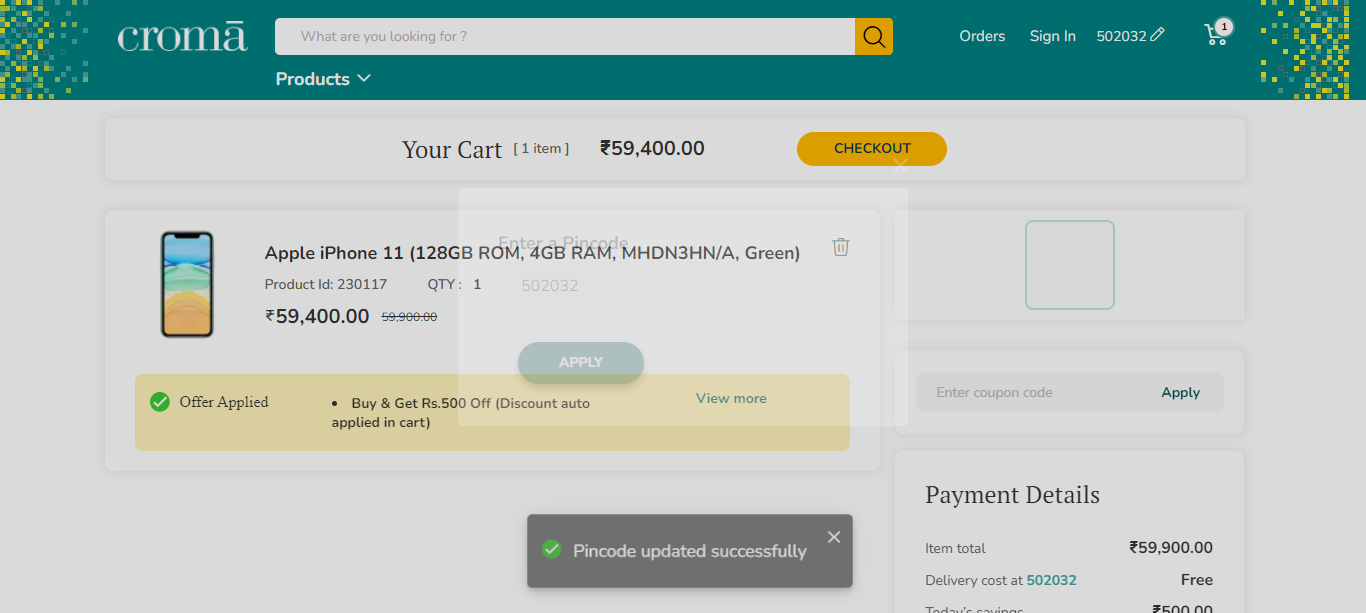 cromā
What are you looking for ?
Orders
Sign In
502032
1
Products
Your Cart [ 1 item ] ₹59,400.00
CHECKOUT
Enter a Pincode
Apple iPhone 11 (128GB ROM, 4GB RAM, MHDN3HN/A, Green)
Product Id: 230117
QTY : 1
502032
₹59,400.00 59,900.00
APPLY
Offer Applied
• Buy & Get Rs.500 Off (Discount auto
applied in cart)
View more
Enter coupon code
Apply
Payment Details
Item total ₹59,900.00
Delivery cost at 502032 Free
Today's savings ₹500.00
Pincode updated successfully